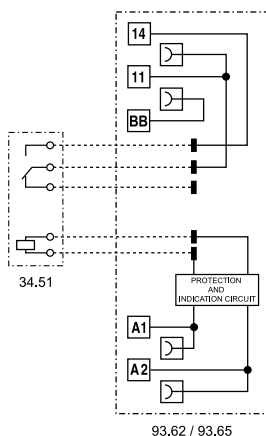 14
11
BB
34.51
PROTECTION
AND
INDICATION CIRCUIT
A1
A2
93.62 / 93.65